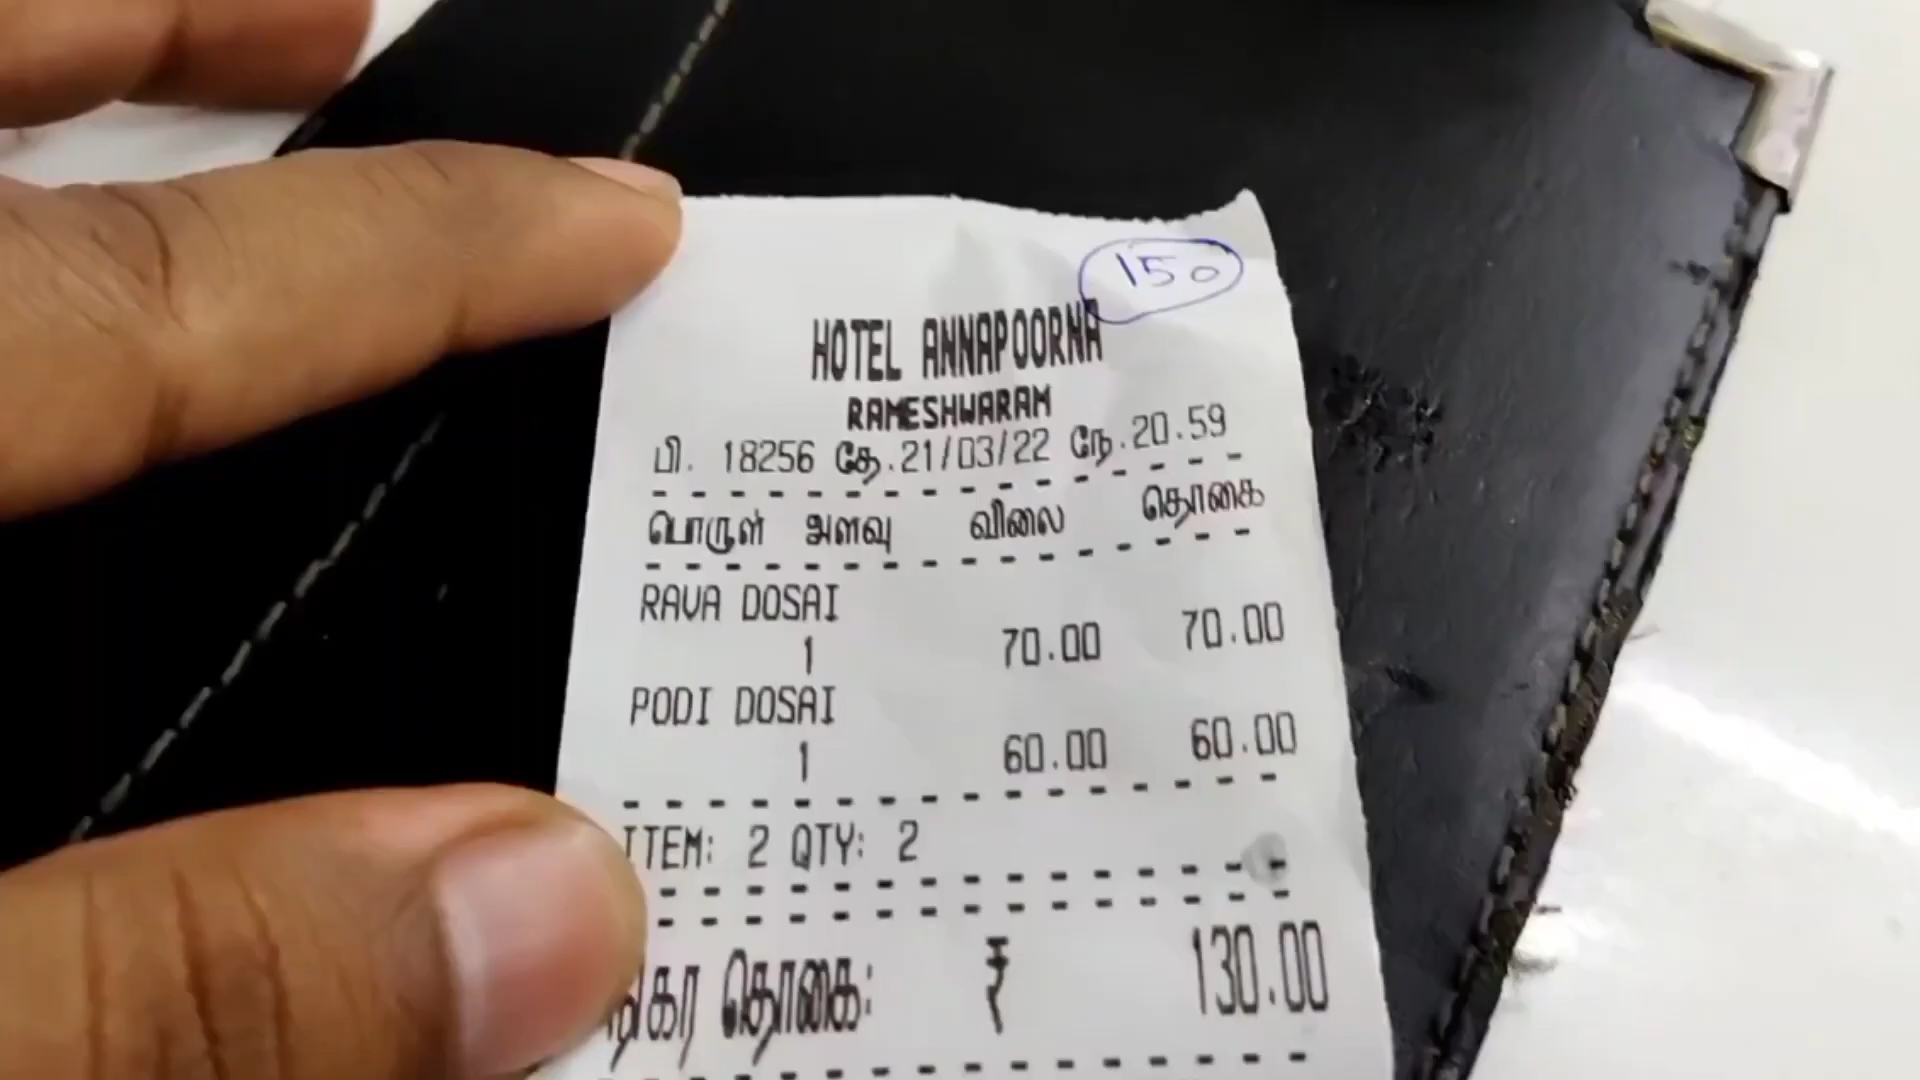 150
HOTEL ANNAPOORNA
RAMESHWARAM
பி. 18256 தே.21/03/22 நே.20.59
பொருள் அளவு விலை தொகை
RAVA DOSAI
1 70.00 70.00
PODI DOSAI
1 60.00 60.00
ITEM: 2 QTY: 2
நிகர தொகை: ₹ 130.00